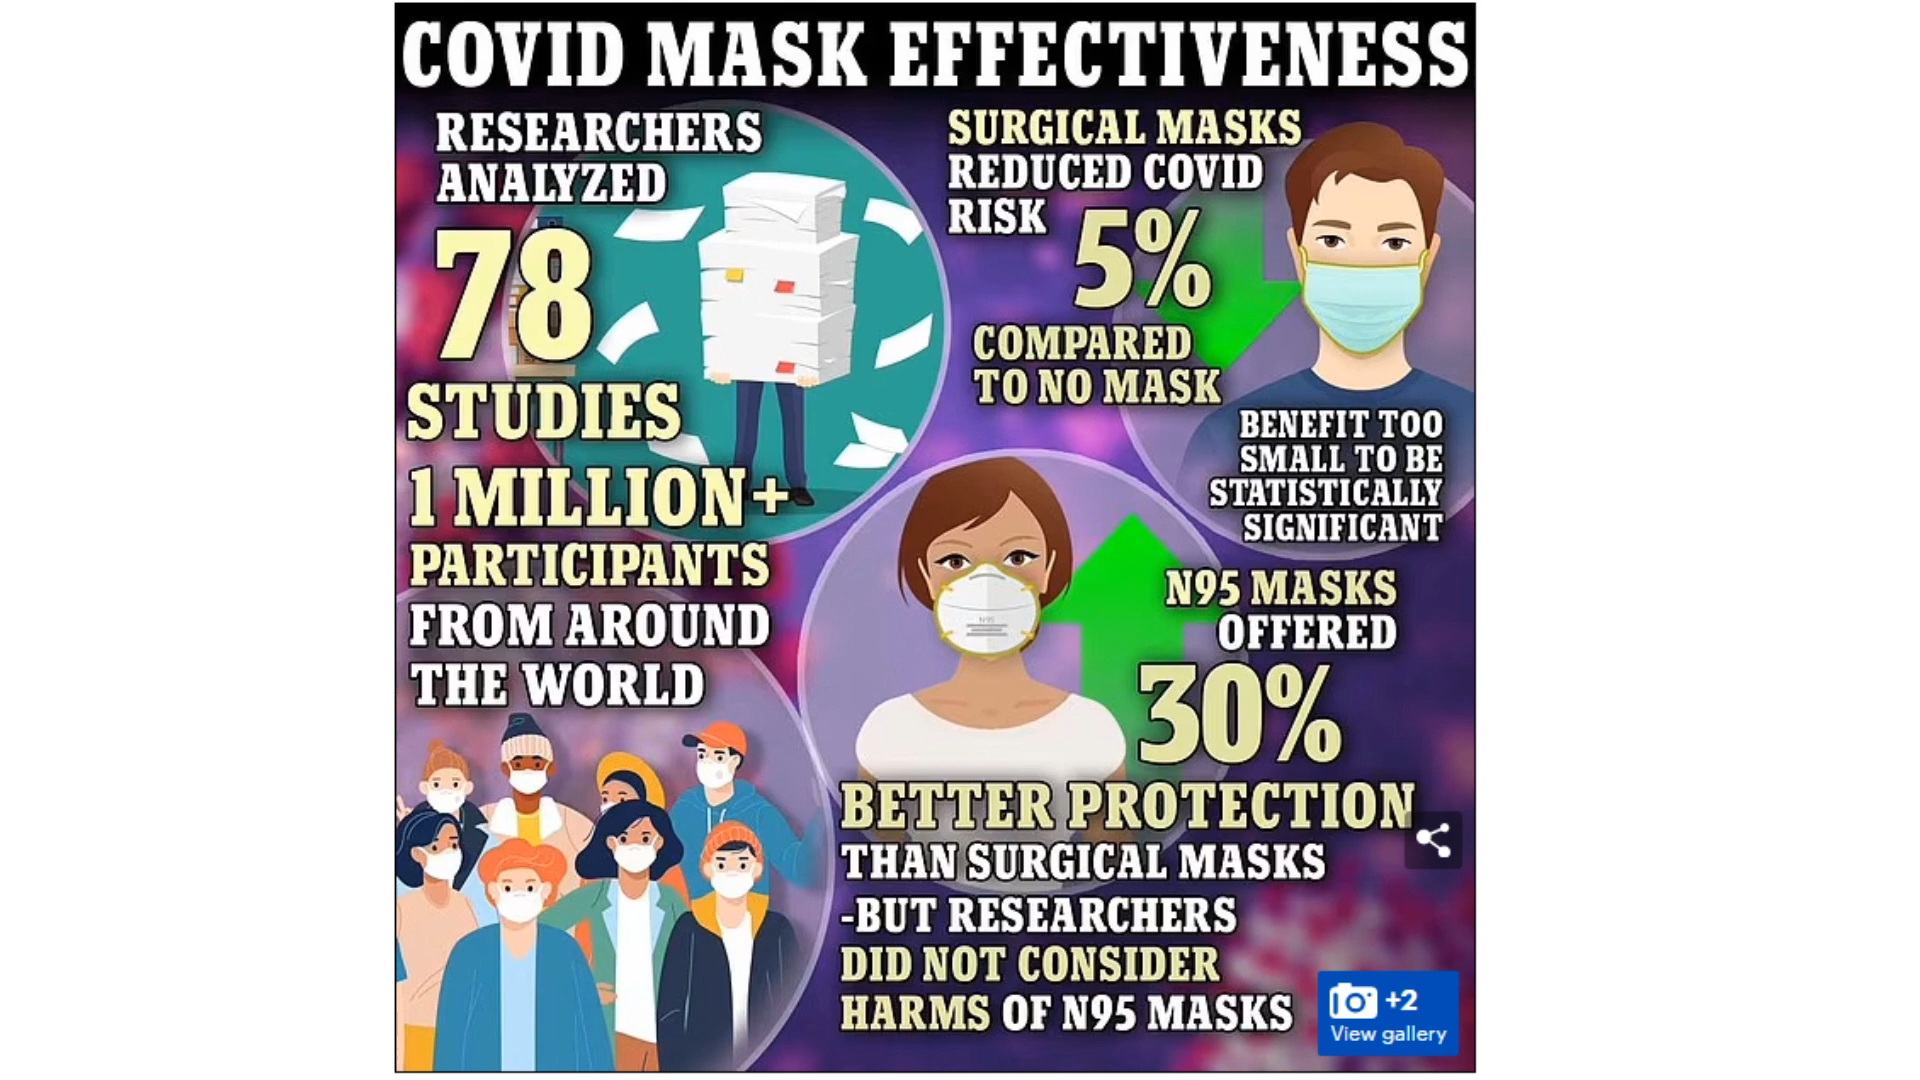 COVID MASK EFFECTIVENESS
RESEARCHERS
ANALYZED
78
STUDIES
1 MILLION+
PARTICIPANTS
FROM AROUND
THE WORLD
SURGICAL MASKS
REDUCED COVID
RISK
5%
COMPARED
TO NO MASK
BENEFIT TOO
SMALL TO BE
STATISTICALLY
SIGNIFICANT
N95
N95 MASKS
OFFERED
30%
BETTER PROTECTION
THAN SURGICAL MASKS
-BUT RESEARCHERS
DID NOT CONSIDER
HARMS OF N95 MASKS
+2
View gallery